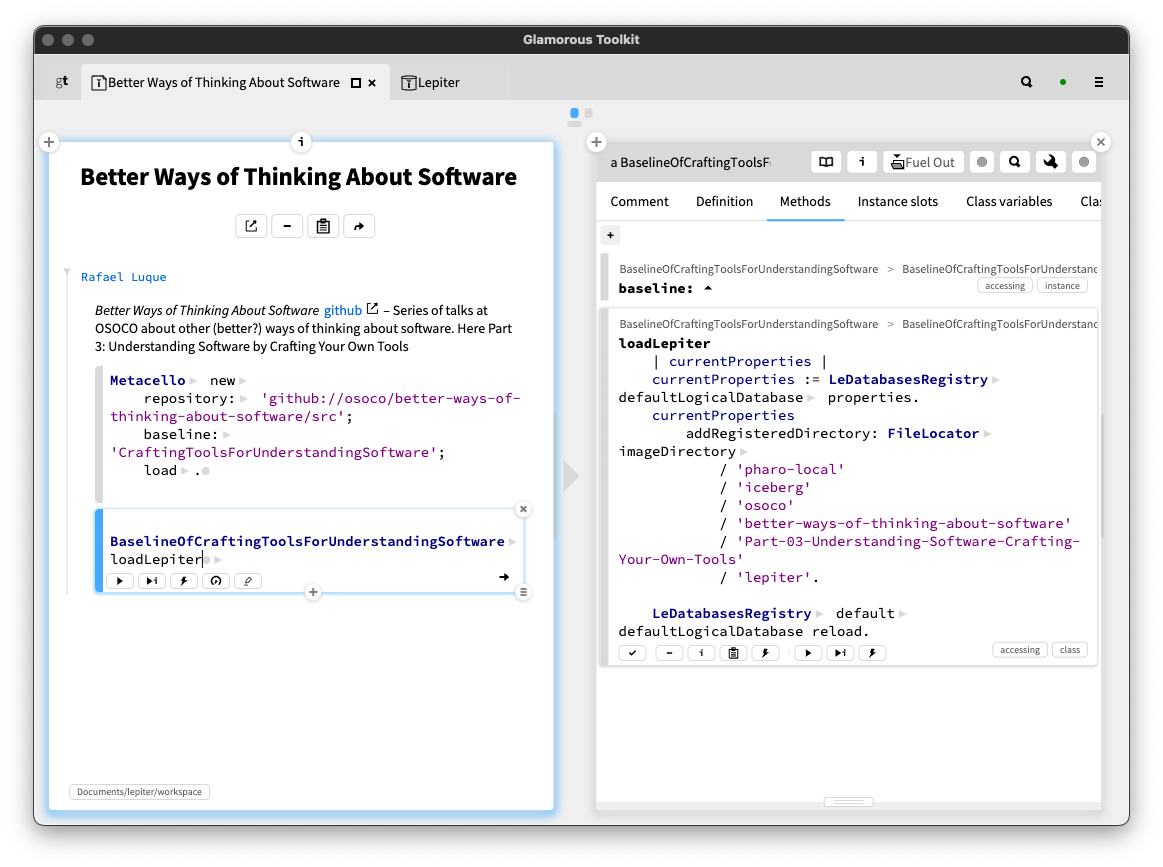 Glamorous Toolkit
gt
Better Ways of Thinking About Software
Lepiter
Better Ways of Thinking About Software
Rafael Luque
Better Ways of Thinking About Software github – Series of talks at
OSOCO about other (better?) ways of thinking about software. Here Part
3: Understanding Software by Crafting Your Own Tools
Metacello new
repository: 'github://osoco/better-ways-of-
thinking-about-software/src';
baseline:
'CraftingToolsForUnderstandingSoftware';
load .
BaselineOfCraftingToolsForUnderstandingSoftware
loadLepiter
Documents/lepiter/workspace
a BaselineOfCraftingToolsF
Fuel Out
Comment Definition Methods Instance slots Class variables Clas
BaselineOfCraftingToolsForUnderstandingSoftware > BaselineOfCraftingToolsForUnderstanc
baseline:
accessing instance
BaselineOfCraftingToolsForUnderstandingSoftware > BaselineOfCraftingToolsForUnderstanc
loadLepiter
| currentProperties |
currentProperties := LeDatabasesRegistry
defaultLogicalDatabase properties.
currentProperties
addRegisteredDirectory: FileLocator
imageDirectory
/ 'pharo-local'
/ 'iceberg'
/ 'osoco'
/ 'better-ways-of-thinking-about-software'
/ 'Part-03-Understanding-Software-Crafting-
Your-Own-Tools'
/ 'lepiter'.
LeDatabasesRegistry default
defaultLogicalDatabase reload.
accessing class